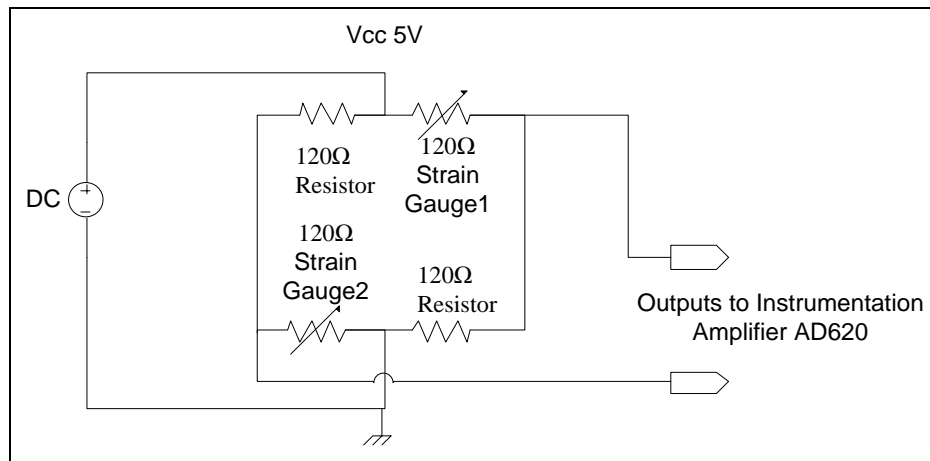 Vcc 5V
120Ω
Resistor
120Ω
Strain
Gauge1
DC
+
−
120Ω
Strain
Gauge2
120Ω
Resistor
Outputs to Instrumentation
Amplifier AD620